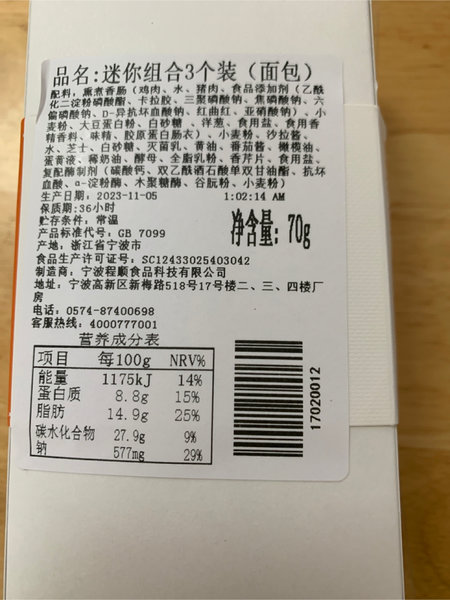 品名:迷你组合3个装（面包）
配料：熏煮香肠（鸡肉、水、猪肉、食品添加剂（乙酰
化二淀粉磷酸酯、卡拉胶、三聚磷酸钠、焦磷酸钠、六
偏磷酸钠、D-异抗坏血酸钠、红曲红、亚硝酸钠）、小
麦粉、大豆蛋白粉、白砂糖 、洋葱、食用盐、食用香
精香料、味精、胶原蛋白肠衣）、小麦粉、沙拉酱、
水、芝士、白砂糖、灭菌乳、黄油、番茄酱、橄榄油、
蛋黄液、稀奶油、酵母、全脂乳粉、香芹片、食用盐、
复配酶制剂（碳酸钙、双乙酰酒石酸单双甘油酯、抗坏
血酸、α-淀粉酶、木聚糖酶、谷朊粉、小麦粉）
生产日期：2023-11-05 1:02:14 AM
保质期:36小时
贮存条件：常温
产品标准代号：GB 7099
产地：浙江省宁波市
净含量：70g
食品生产许可证号：SC12433025403042
制造商：宁波程顺食品科技有限公司
地址：宁波高新区新梅路518号17号楼二、三、四楼厂
房
电话：0574-87400698
客服热线：4000777001
营养成分表
项目 每100g NRV%
能量 1175kJ 14%
蛋白质 8.8g 15%
脂肪 14.9g 25%
碳水化合物 27.9g 9%
钠 577mg 29%
17020012